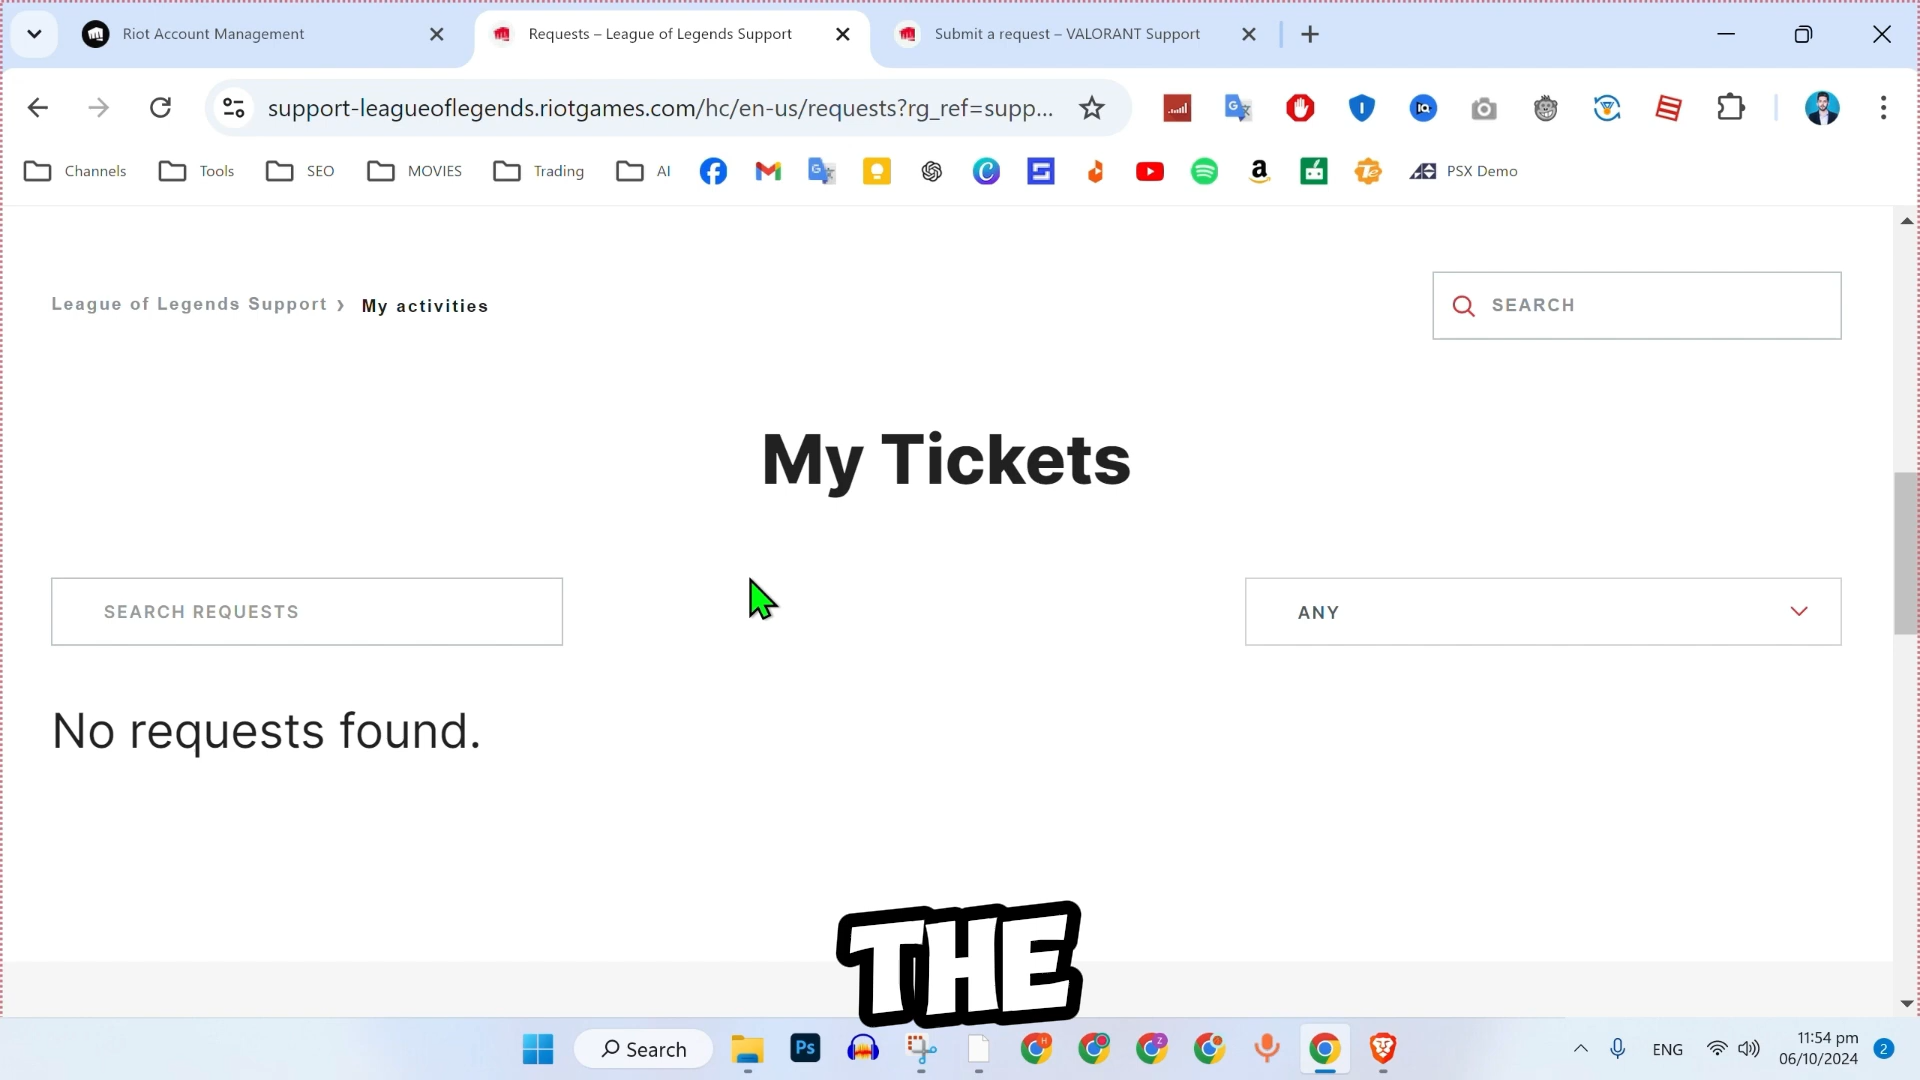 Riot Account Management
Requests – League of Legends Support
Submit a request – VALORANT Support
support-leagueoflegends.riotgames.com/hc/en-us/requests?rg_ref=supp...
Channels
Tools
SEO
MOVIES
Trading
AI
PSX Demo
League of Legends Support › My activities
SEARCH
My Tickets
SEARCH REQUESTS
ANY
No requests found.
THE
Search
Ps
ENG
11:54 pm
06/10/2024
2